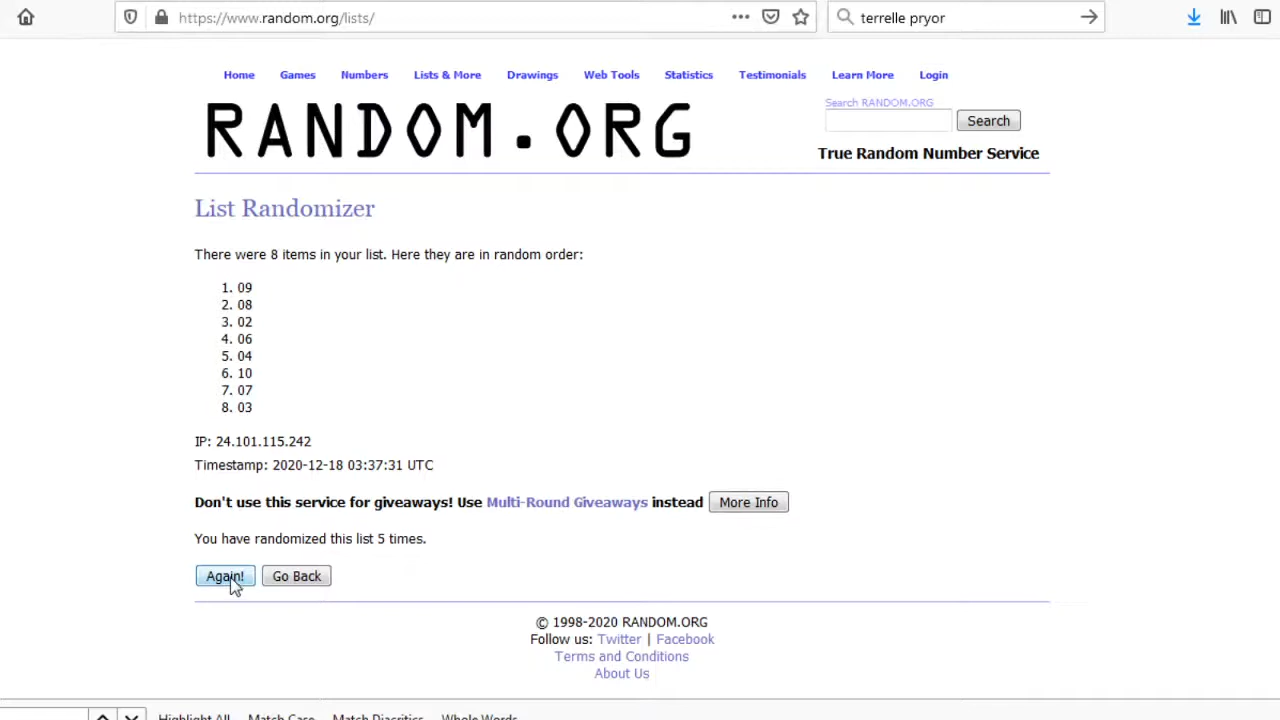 https://www.random.org/lists/
terrelle pryor
Home Games Numbers Lists & More Drawings Web Tools Statistics Testimonials Learn More Login
RANDOM.ORG
Search RANDOM.ORG
Search
True Random Number Service
List Randomizer
There were 8 items in your list. Here they are in random order:
1. 09
2. 08
3. 02
4. 06
5. 04
6. 10
7. 07
8. 03
IP: 24.101.115.242
Timestamp: 2020-12-18 03:37:31 UTC
Don't use this service for giveaways! Use Multi-Round Giveaways instead More Info
You have randomized this list 5 times.
Again! Go Back
© 1998-2020 RANDOM.ORG
Follow us: Twitter | Facebook
Terms and Conditions
About Us
Highlight All Match Case Match Diacritics Whole Words